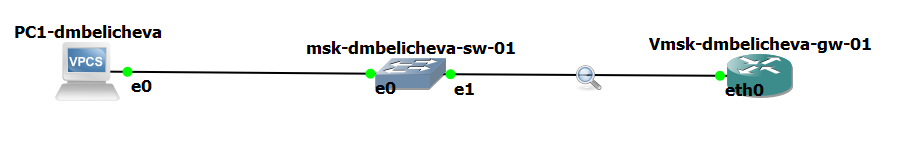 PC1-dmbelicheva
VPCS
e0
msk-dmbelicheva-sw-01
e0
e1
Vmsk-dmbelicheva-gw-01
eth0